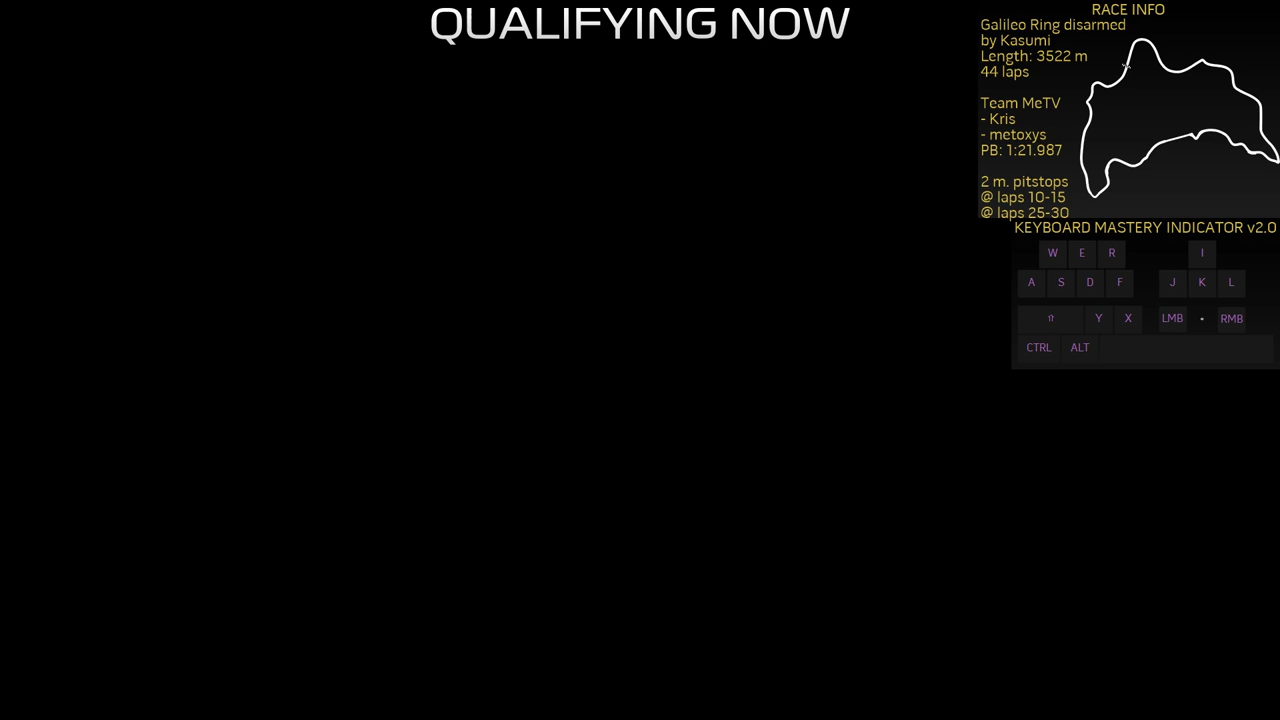 QUALIFYING NOW
RACE INFO
Galileo Ring disarmed
by Kasumi
Length: 3522 m
44 laps
Team MeTV
- Kris
- metoxys
PB: 1:21.987
2 m. pitstops
@ laps 10-15
@ laps 25-30
KEYBOARD MASTERY INDICATOR v2.0
W E R I
A S D F J K L
⇧ Y X LMB • RMB
CTRL ALT